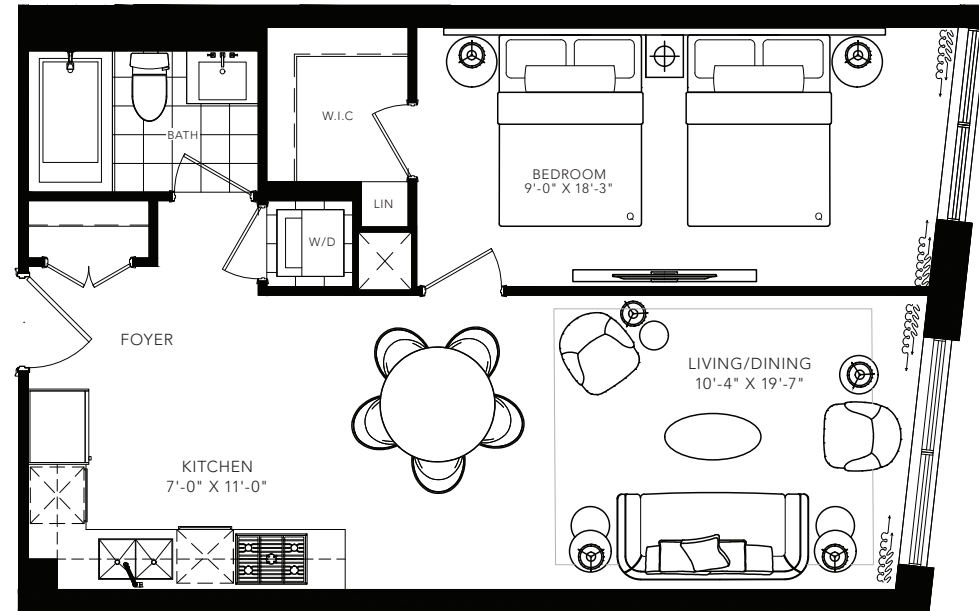 BATH
W.I.C
BEDROOM
9'-0" X 18'-3"
Q
Q
LIN
W/D
FOYER
LIVING/DINING
10'-4" X 19'-7"
KITCHEN
7'-0" X 11'-0"